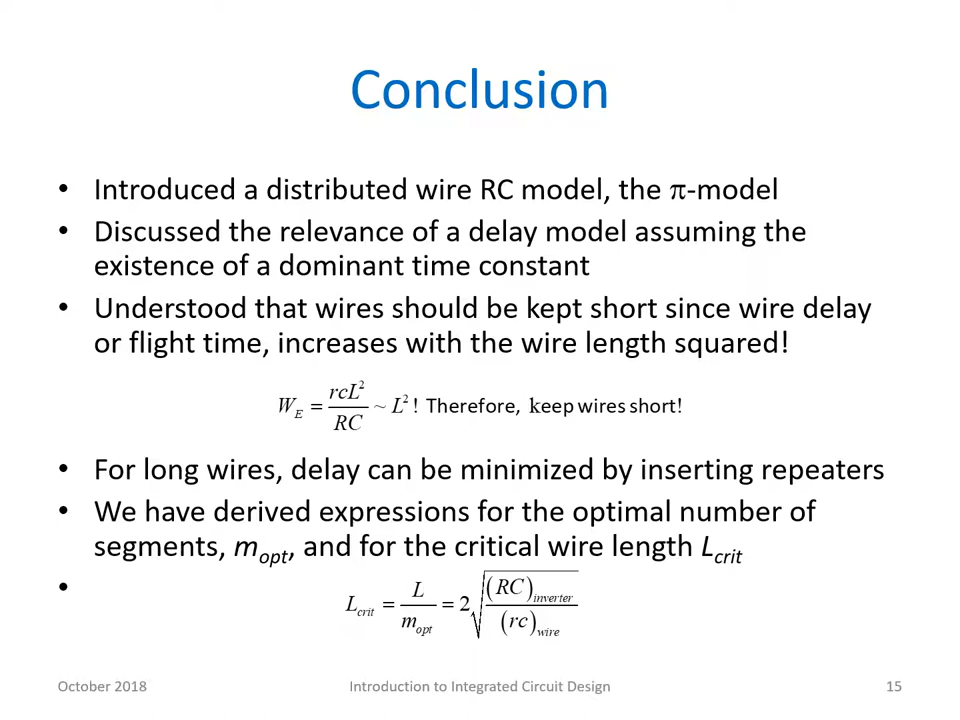 Conclusion
• Introduced a distributed wire RC model, the π-model
• Discussed the relevance of a delay model assuming the
existence of a dominant time constant
• Understood that wires should be kept short since wire delay
or flight time, increases with the wire length squared!
W_E = rcL²/RC ~ L² ! Therefore, keep wires short!
• For long wires, delay can be minimized by inserting repeaters
• We have derived expressions for the optimal number of
segments, m_opt, and for the critical wire length L_crit
• L_crit = L/m_opt = 2√((RC)_inverter/(rc)_wire)
October 2018 Introduction to Integrated Circuit Design 15